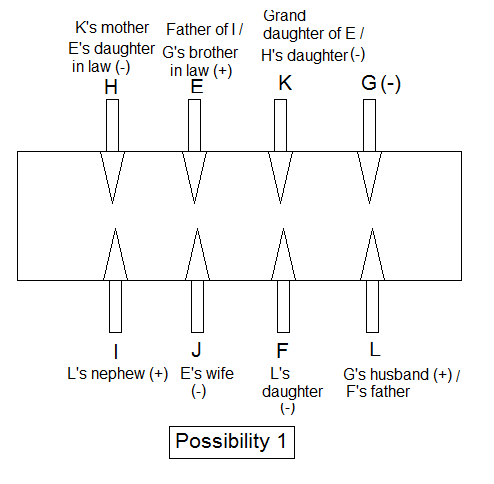 K's mother
E's daughter
in law (-)
H
Father of I /
G's brother
in law (+)
E
Grand
daughter of E /
H's daughter (-)
K
G (-)
I
L's nephew (+)
J
E's wife
(-)
F
L's
daughter
(-)
L
G's husband (+) /
F's father
Possibility 1